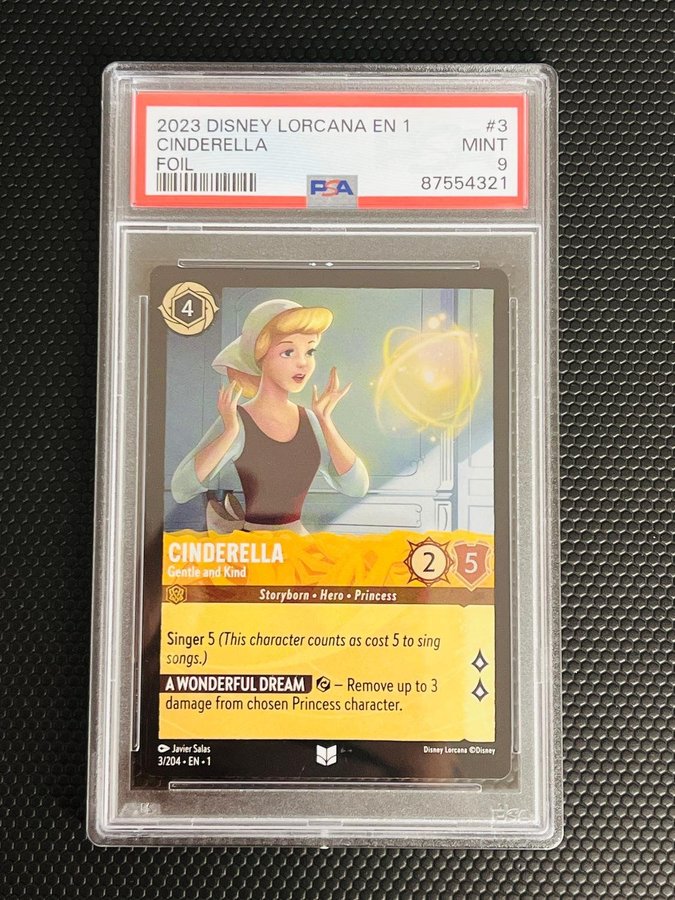 2023 DISNEY LORCANA EN 1 #3
CINDERELLA MINT
FOIL 9
PSA 87554321
4
CINDERELLA
Gentle and Kind
2 5
Storyborn • Hero • Princess
Singer 5 (This character counts as cost 5 to sing
songs.)
A WONDERFUL DREAM – Remove up to 3
damage from chosen Princess character.
Javier Salas
Disney Lorcana ©Disney
3/204 • EN • 1